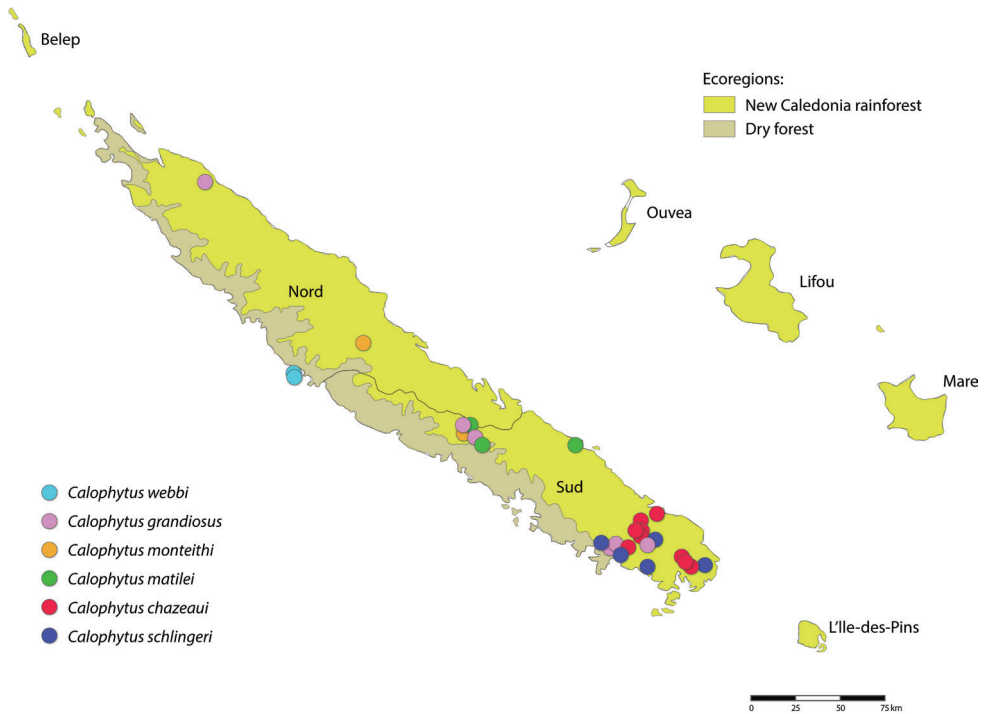 Belep
Ecoregions:
New Caledonia rainforest
Dry forest
Ouvea
Lifou
Nord
Mare
Sud
Calophytus webbi
Calophytus grandiosus
Calophytus monteithi
Calophytus matilei
Calophytus chazeaui
Calophytus schlingeri
L'Ile-des-Pins
0 25 50 75 km